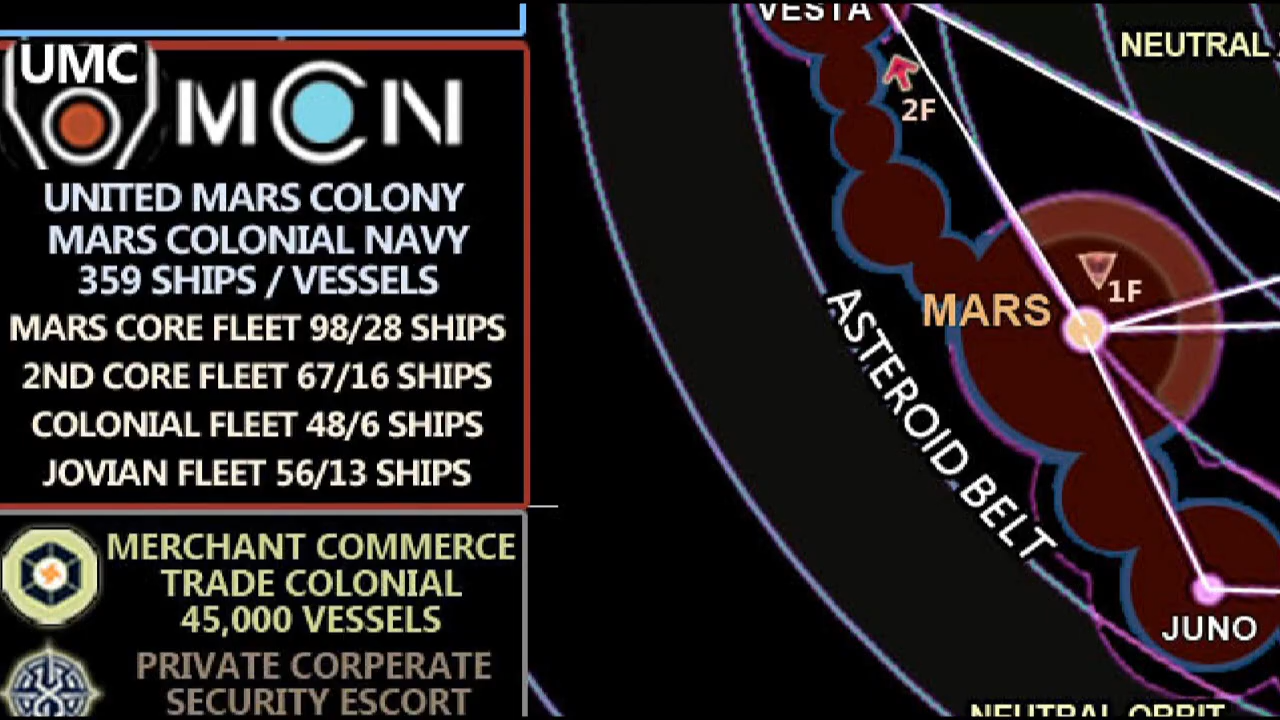 UMC
MCN
UNITED MARS COLONY
MARS COLONIAL NAVY
359 SHIPS / VESSELS
MARS CORE FLEET 98/28 SHIPS
2ND CORE FLEET 67/16 SHIPS
COLONIAL FLEET 48/6 SHIPS
JOVIAN FLEET 56/13 SHIPS
MERCHANT COMMERCE
TRADE COLONIAL
45,000 VESSELS
PRIVATE CORPERATE
SECURITY ESCORT
VESTA
NEUTRAL
2F
1F
MARS
ASTEROID BELT
JUNO
NEUTRAL ORBIT